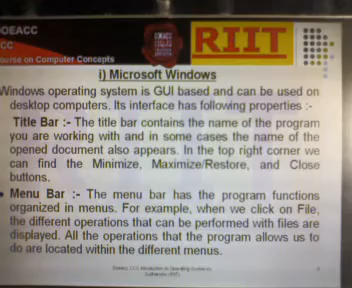 DOEACC
CCC
Course on Computer Concepts
RIIT
i) Microsoft Windows
Windows operating system is GUI based and can be used on
desktop computers. Its interface has following properties :-
Title Bar :- The title bar contains the name of the program
you are working with and in some cases the name of the
opened document also appears. In the top right corner we
can find the Minimize, Maximize/Restore, and Close
buttons.
• Menu Bar :- The menu bar has the program functions
organized in menus. For example, when we click on File,
the different operations that can be performed with files are
displayed. All the operations that the program allows us to
do are located within the different menus.